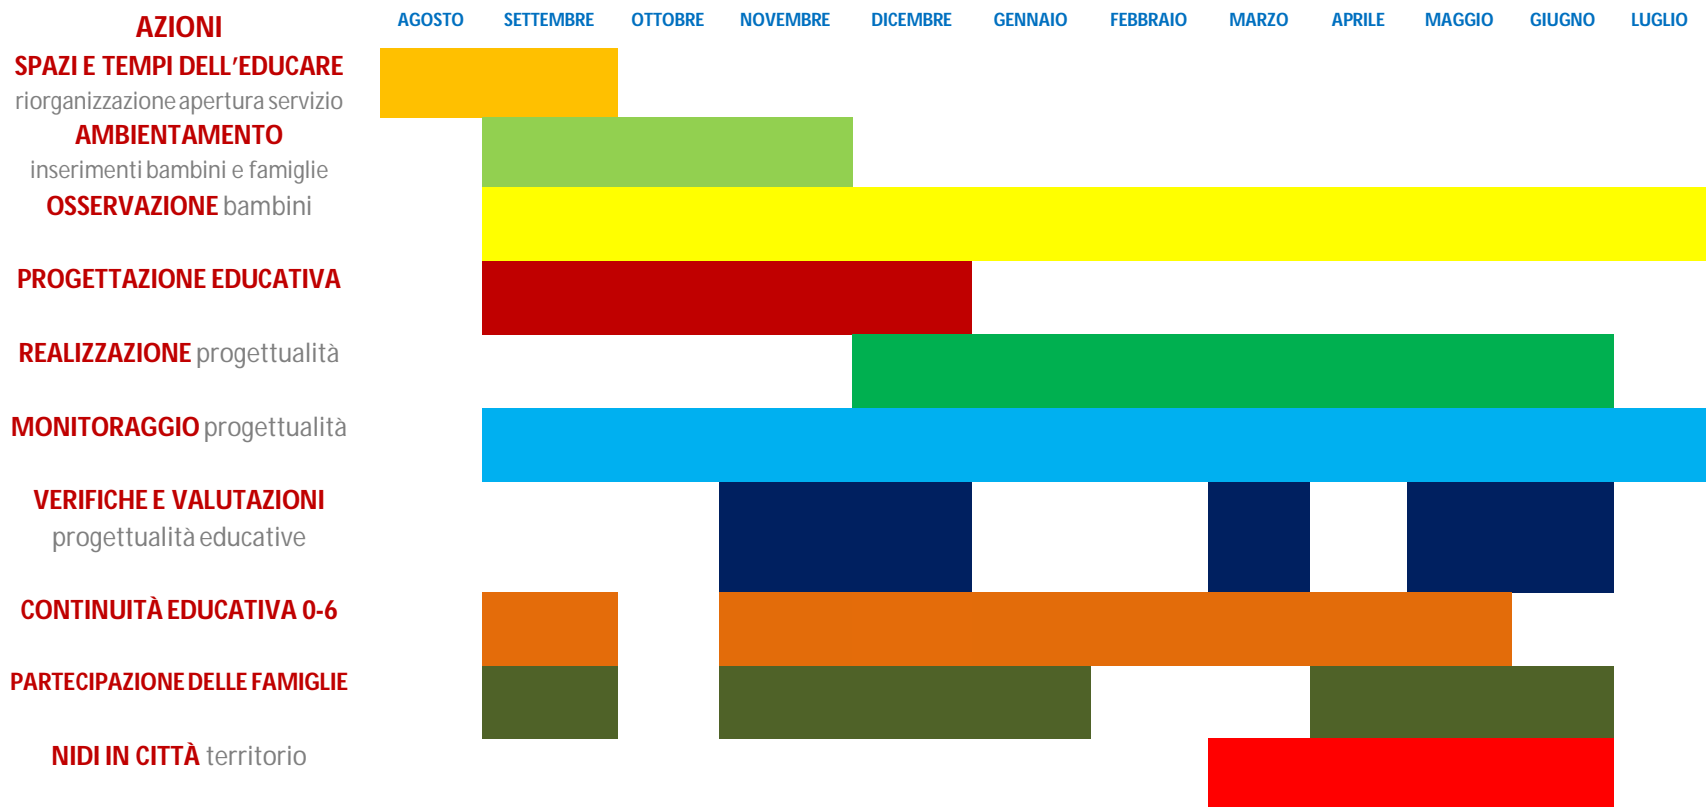 AZIONI AGOSTO SETTEMBRE OTTOBRE NOVEMBRE DICEMBRE GENNAIO FEBBRAIO MARZO APRILE MAGGIO GIUGNO LUGLIO
SPAZI E TEMPI DELL'EDUCARE
riorganizzazione apertura servizio
AMBIENTAMENTO
inserimenti bambini e famiglie
OSSERVAZIONE bambini
PROGETTAZIONE EDUCATIVA
REALIZZAZIONE progettualità
MONITORAGGIO progettualità
VERIFICHE E VALUTAZIONI
progettualità educative
CONTINUITÀ EDUCATIVA 0-6
PARTECIPAZIONE DELLE FAMIGLIE
NIDI IN CITTÀ territorio